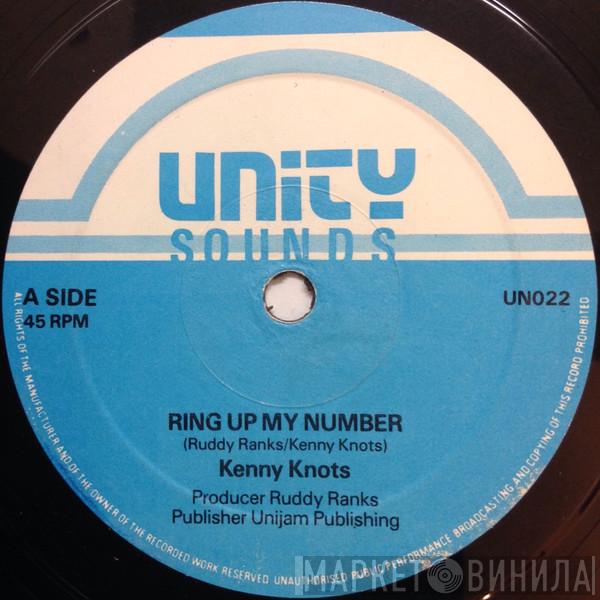 UNITY
SOUNDS
A SIDE
45 RPM
UN022
RING UP MY NUMBER
(Ruddy Ranks/Kenny Knots)
Kenny Knots
Producer Ruddy Ranks
Publisher Unijam Publishing
ALL RIGHTS OF THE MANUFACTURER AND OF THE OWNER OF THE RECORDED WORK RESERVED UNAUTHORISED PUBLIC PERFORMANCE BROADCASTING AND COPYING OF THIS RECORD PROHIBITED
МАРКЕТ ВИНИЛА